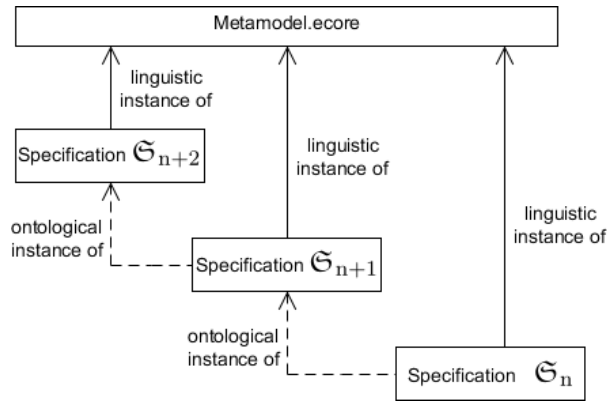 Metamodel.ecore
linguistic
instance of
Specification 𝔖n+2
linguistic
instance of
ontological
instance of
linguistic
instance of
Specification 𝔖n+1
ontological
instance of
Specification 𝔖n